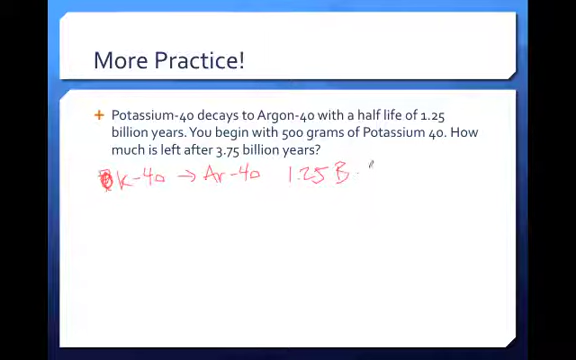 More Practice!
+ Potassium-40 decays to Argon-40 with a half life of 1.25
billion years. You begin with 500 grams of Potassium 40. How
much is left after 3.75 billion years?
K-40 → Ar-40 1.25 B